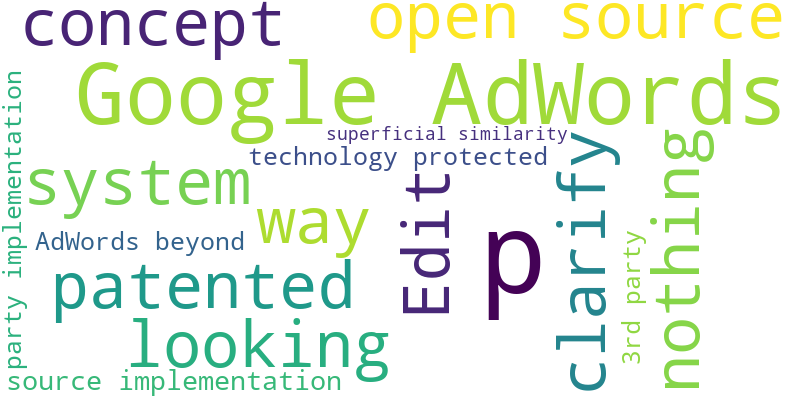 concept
open source
Google AdWords
superficial similarity
technology protected
system
way
AdWords beyond
patented
looking
source implementation
party implementation
Edit
p
clarify
3rd party
nothing